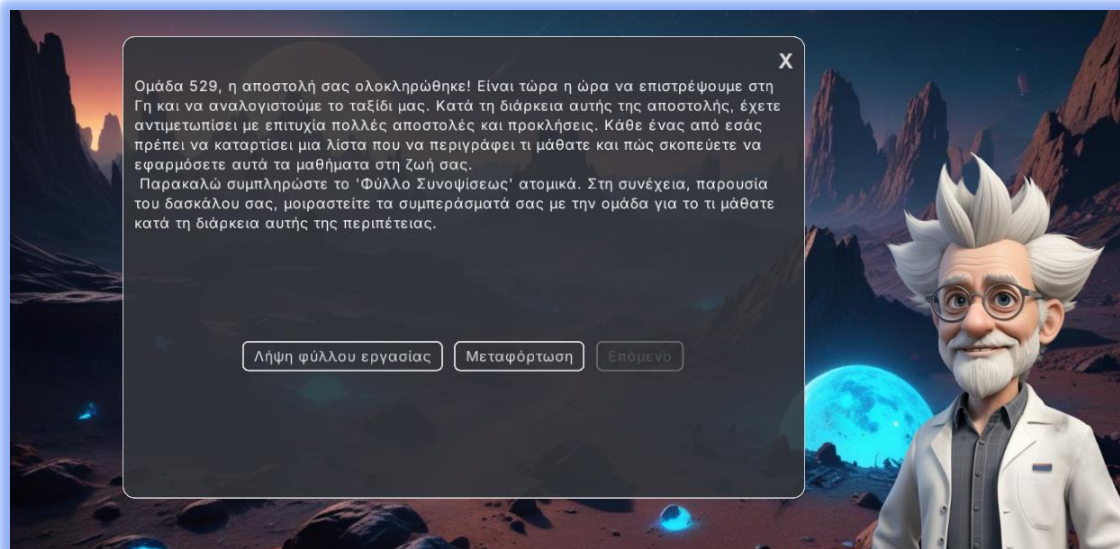 X
Ομάδα 529, η αποστολή σας ολοκληρώθηκε! Είναι τώρα η ώρα να επιστρέψουμε στη
Γη και να αναλογιστούμε το ταξίδι μας. Κατά τη διάρκεια αυτής της αποστολής, έχετε
αντιμετωπίσει με επιτυχία πολλές αποστολές και προκλήσεις. Κάθε ένας από εσάς
πρέπει να καταρτίσει μια λίστα που να περιγράφει τι μάθατε και πώς σκοπεύετε να
εφαρμόσετε αυτά τα μαθήματα στη ζωή σας.
Παρακαλώ συμπληρώστε το 'Φύλλο Συνοψίσεως' ατομικά. Στη συνέχεια, παρουσία
του δασκάλου σας, μοιραστείτε τα συμπεράσματά σας με την ομάδα για το τι μάθατε
κατά τη διάρκεια αυτής της περιπέτειας.
Λήψη φύλλου εργασίας Μεταφόρτωση Επόμενο